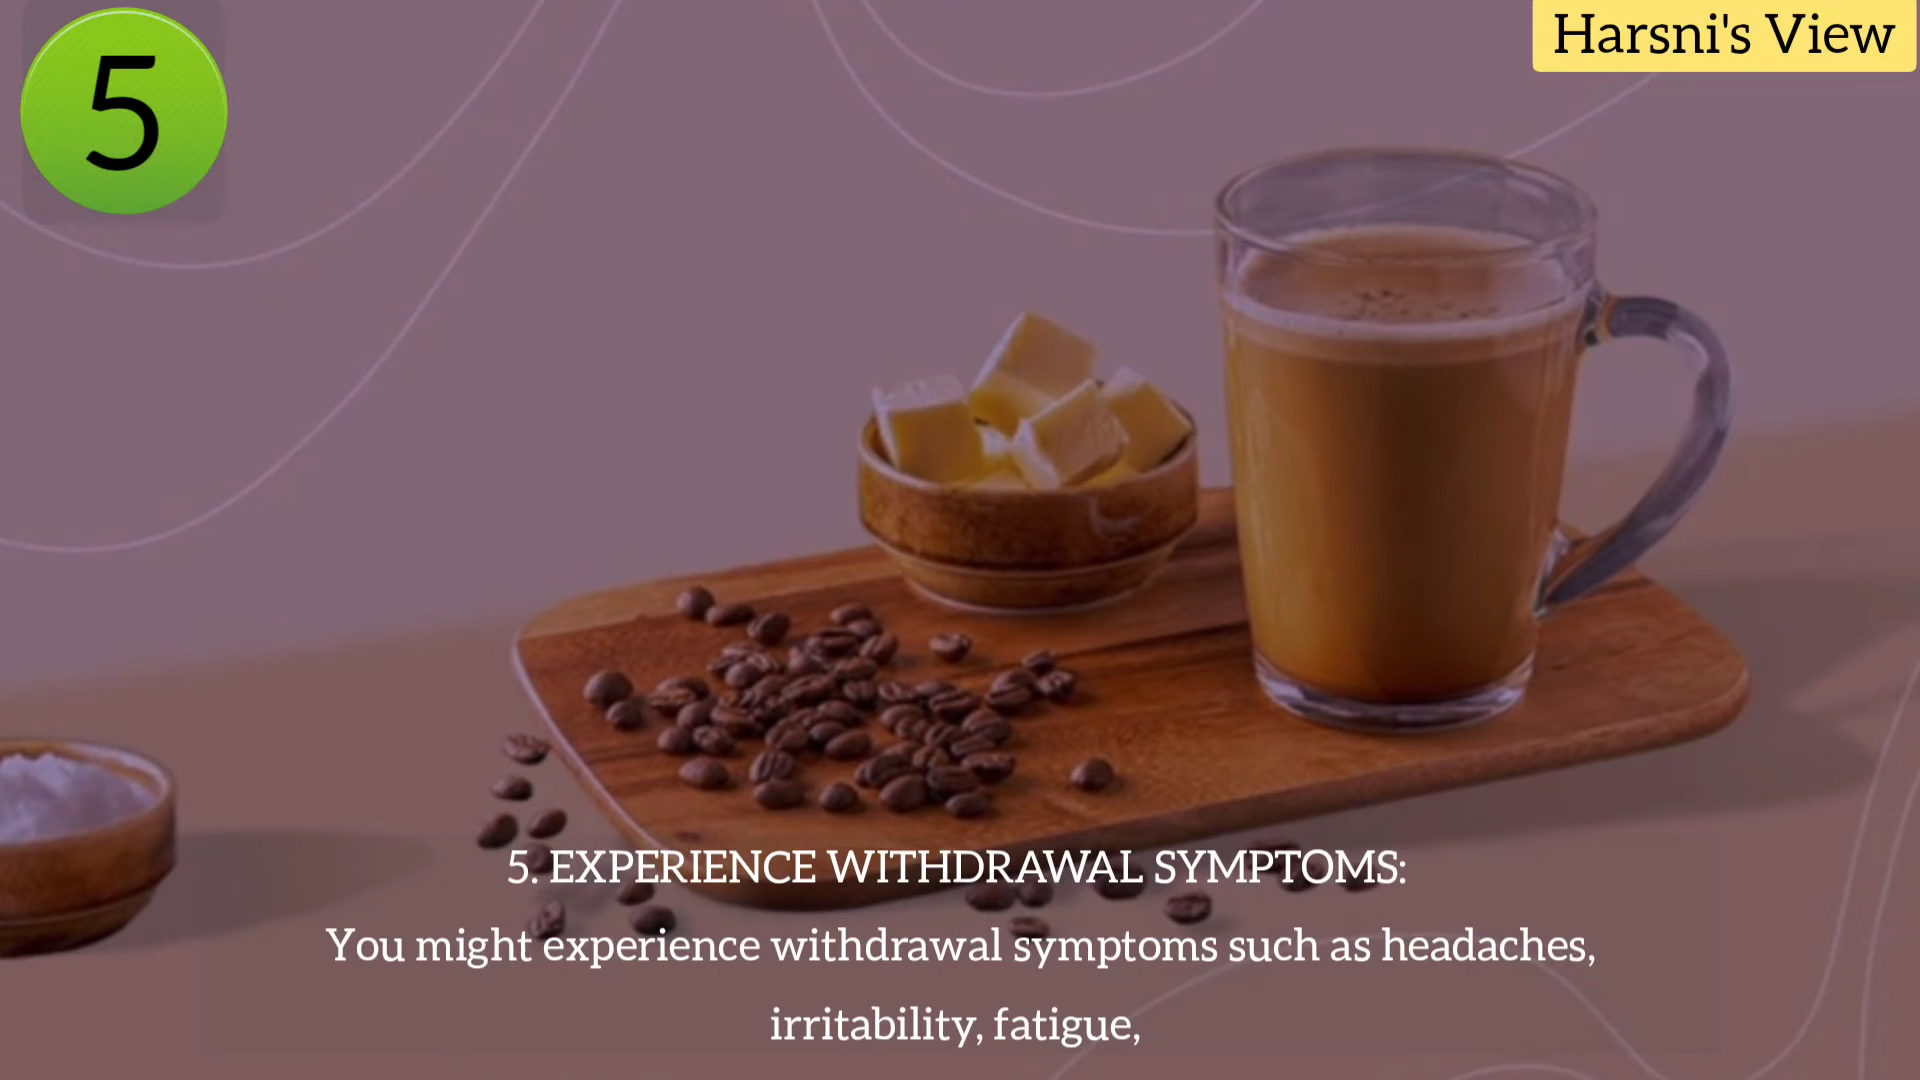 5
Harsni's View
5. EXPERIENCE WITHDRAWAL SYMPTOMS:
You might experience withdrawal symptoms such as headaches,
irritability, fatigue,